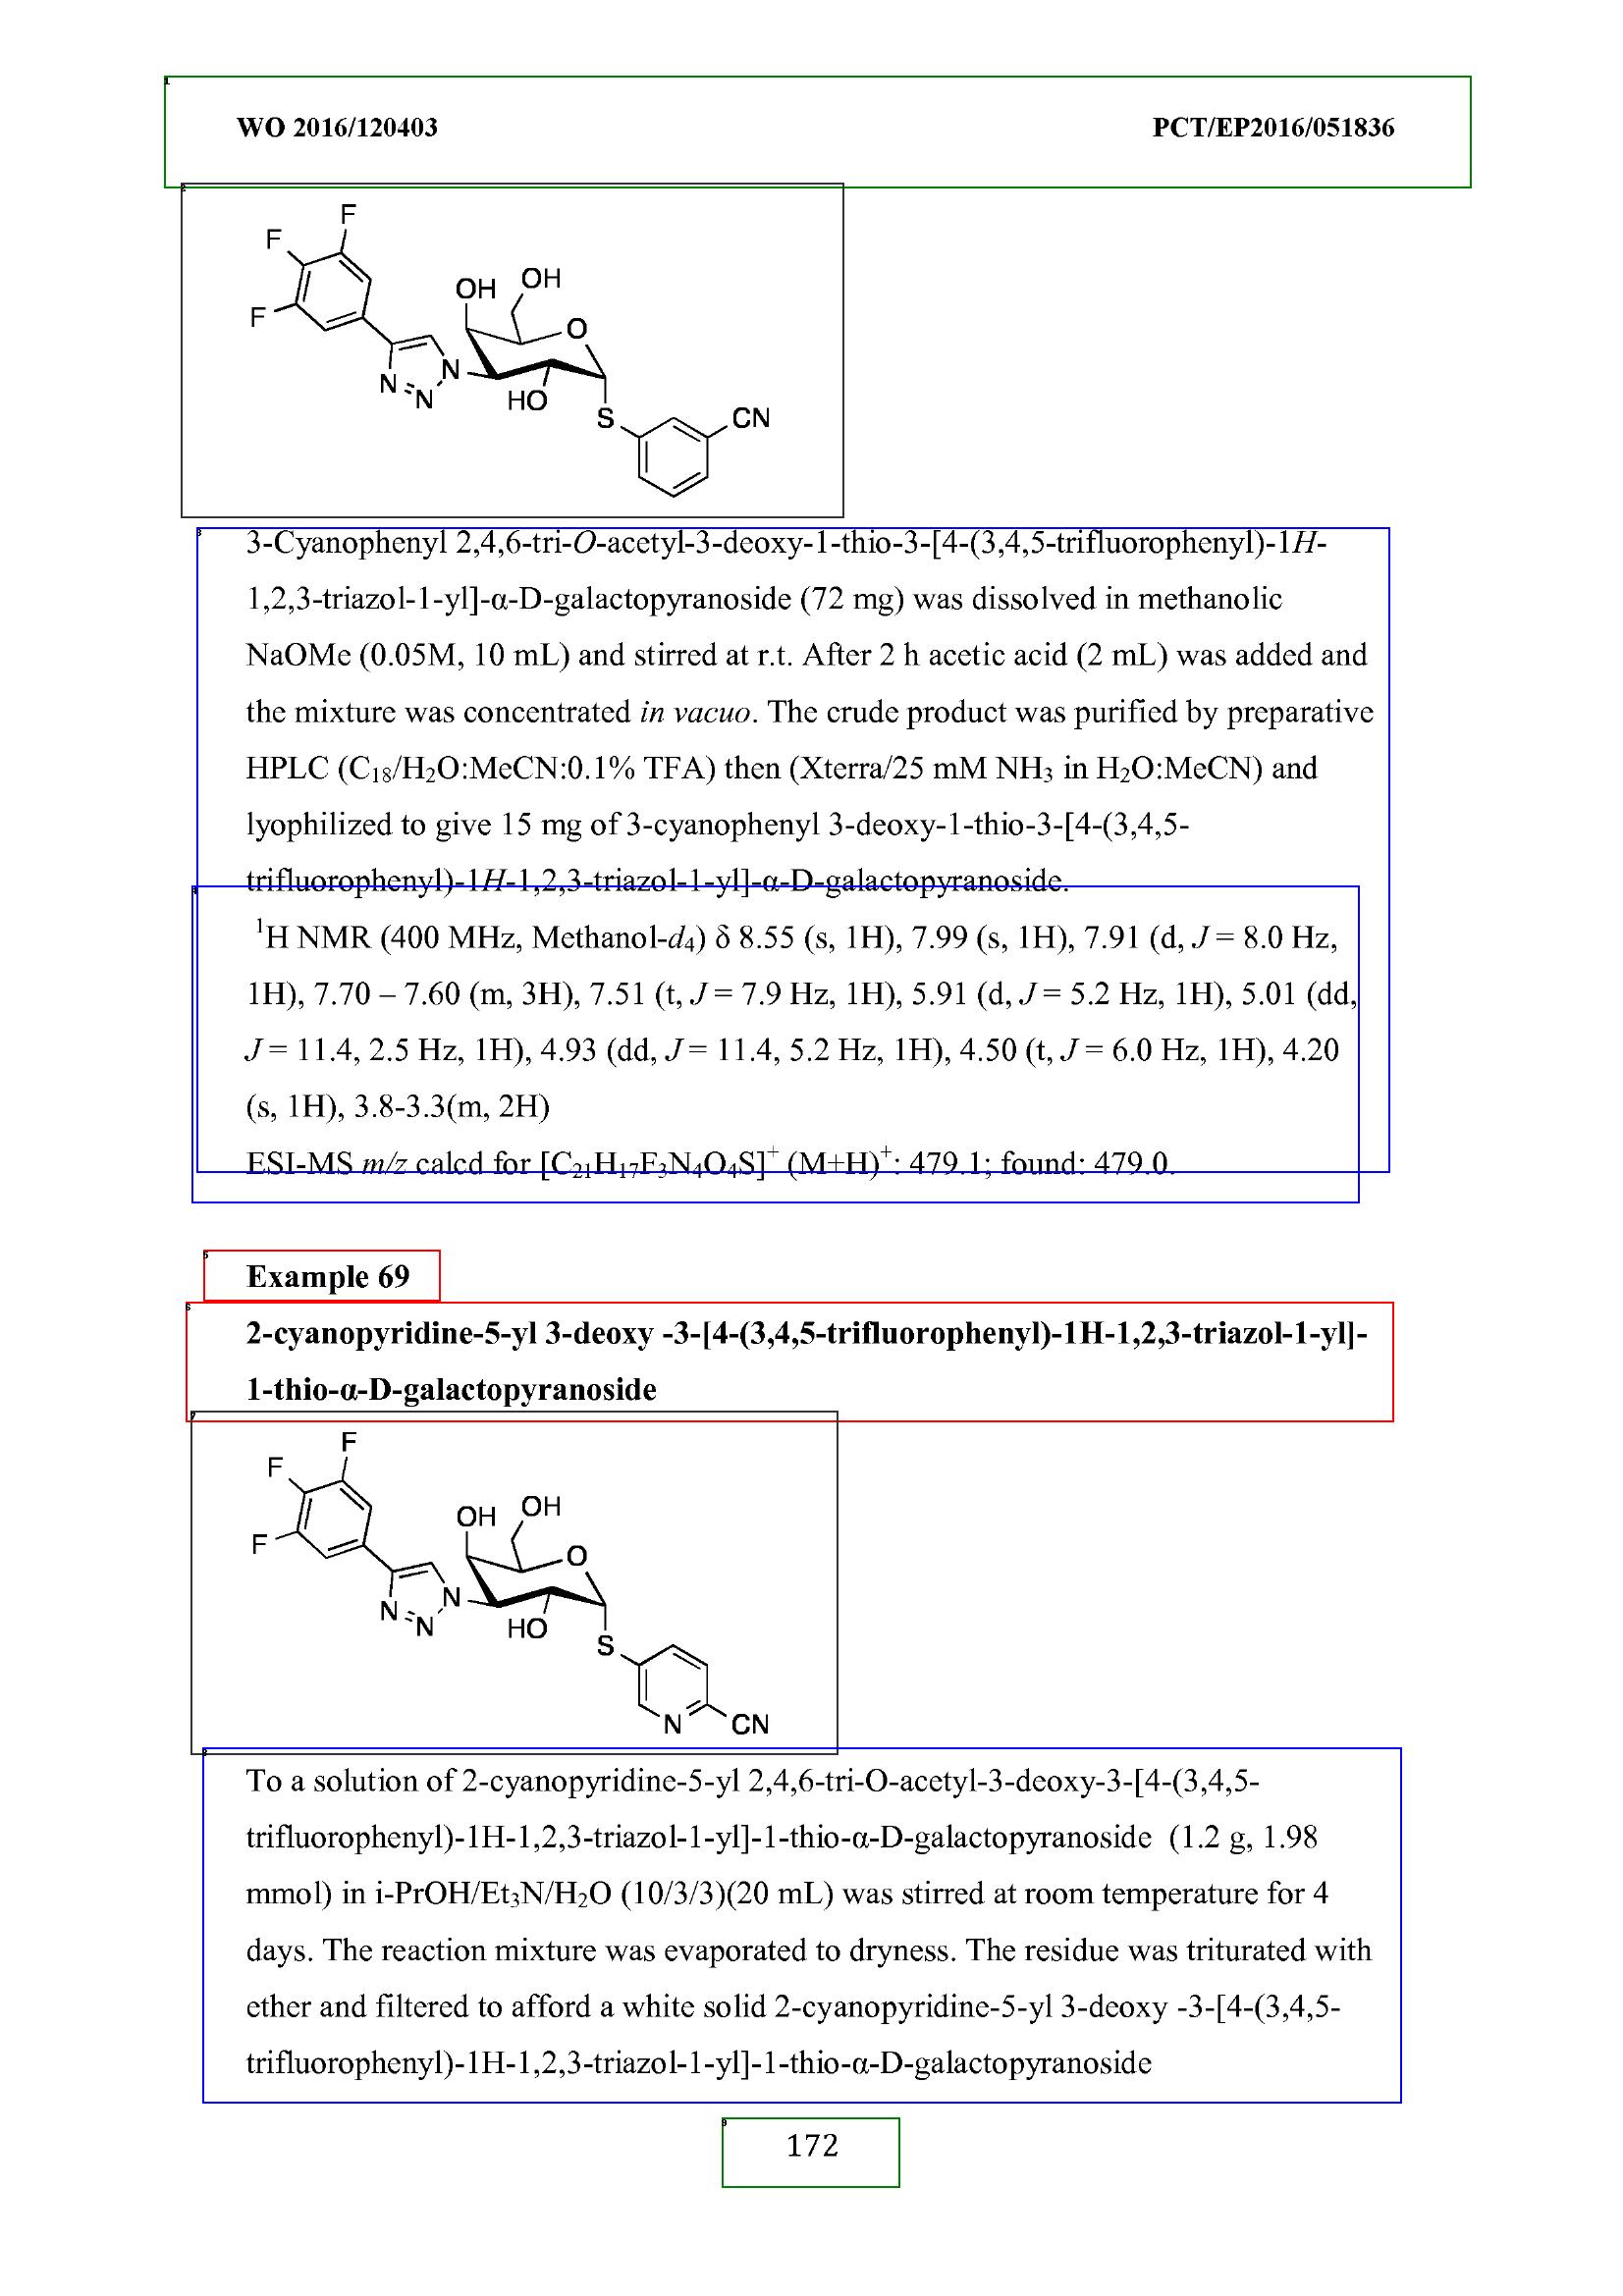 WO 2016/120403 PCT/EP2016/051836
F
F
F
OH
OH
O
N
N
N
HO
S
CN
3-Cyanophenyl 2,4,6-tri-O-acetyl-3-deoxy-1-thio-3-[4-(3,4,5-trifluorophenyl)-1H-
1,2,3-triazol-1-yl]-α-D-galactopyranoside (72 mg) was dissolved in methanolic
NaOMe (0.05M, 10 mL) and stirred at r.t. After 2 h acetic acid (2 mL) was added and
the mixture was concentrated in vacuo. The crude product was purified by preparative
HPLC (C₁₈/H₂O:MeCN:0.1% TFA) then (Xterra/25 mM NH₃ in H₂O:MeCN) and
lyophilized to give 15 mg of 3-cyanophenyl 3-deoxy-1-thio-3-[4-(3,4,5-
trifluorophenyl)-1H-1,2,3-triazol-1-yl]-α-D-galactopyranoside.
¹H NMR (400 MHz, Methanol-d₄) δ 8.55 (s, 1H), 7.99 (s, 1H), 7.91 (d, J = 8.0 Hz,
1H), 7.70 – 7.60 (m, 3H), 7.51 (t, J = 7.9 Hz, 1H), 5.91 (d, J = 5.2 Hz, 1H), 5.01 (dd,
J = 11.4, 2.5 Hz, 1H), 4.93 (dd, J = 11.4, 5.2 Hz, 1H), 4.50 (t, J = 6.0 Hz, 1H), 4.20
(s, 1H), 3.8-3.3(m, 2H)
ESI-MS m/z calcd for [C₂₁H₁₇F₃N₄O₄S]⁺ (M+H)⁺: 479.1; found: 479.0.
Example 69
2-cyanopyridine-5-yl 3-deoxy -3-[4-(3,4,5-trifluorophenyl)-1H-1,2,3-triazol-1-yl]-
1-thio-α-D-galactopyranoside
F
F
F
OH
OH
O
N
N
N
HO
S
N
CN
To a solution of 2-cyanopyridine-5-yl 2,4,6-tri-O-acetyl-3-deoxy-3-[4-(3,4,5-
trifluorophenyl)-1H-1,2,3-triazol-1-yl]-1-thio-α-D-galactopyranoside (1.2 g, 1.98
mmol) in i-PrOH/Et₃N/H₂O (10/3/3)(20 mL) was stirred at room temperature for 4
days. The reaction mixture was evaporated to dryness. The residue was triturated with
ether and filtered to afford a white solid 2-cyanopyridine-5-yl 3-deoxy -3-[4-(3,4,5-
trifluorophenyl)-1H-1,2,3-triazol-1-yl]-1-thio-α-D-galactopyranoside
172